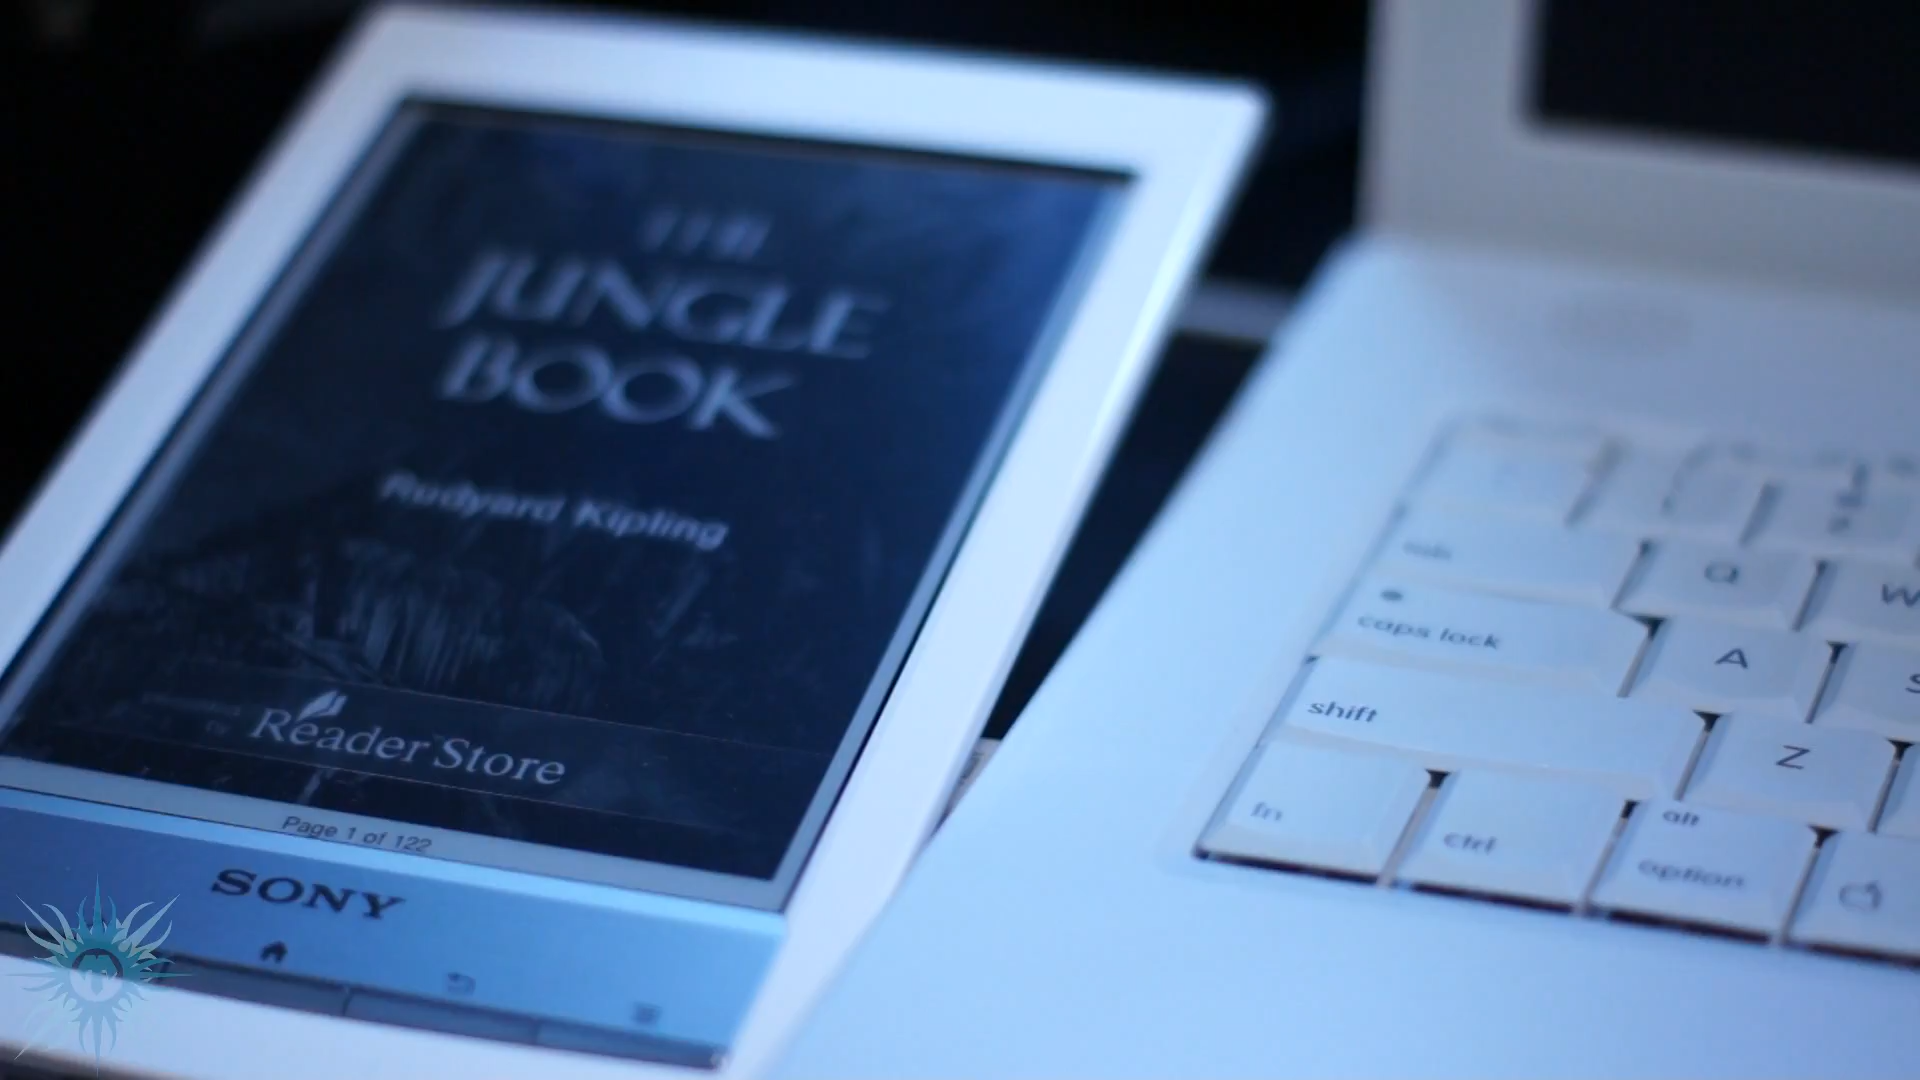 THE
JUNGLE
BOOK
Rudyard Kipling
Reader Store
Page 1 of 122
SONY
tab
Q
W
caps lock
A
S
shift
Z
fn
ctrl
alt
option